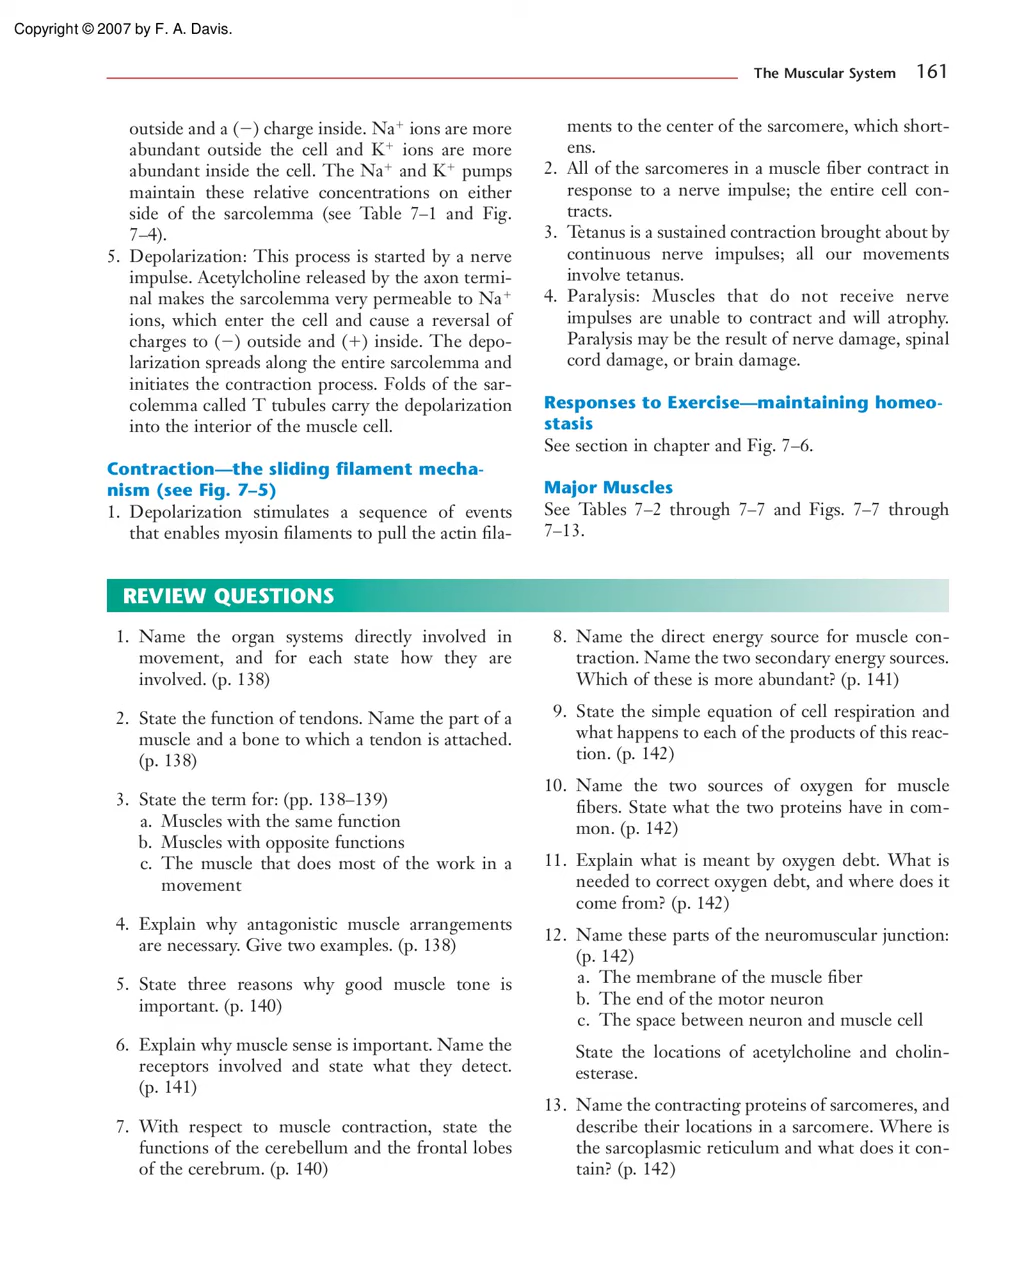 Copyright © 2007 by F. A. Davis.
The Muscular System 161
outside and a (−) charge inside. Na⁺ ions are more
abundant outside the cell and K⁺ ions are more
abundant inside the cell. The Na⁺ and K⁺ pumps
maintain these relative concentrations on either
side of the sarcolemma (see Table 7–1 and Fig.
7–4).
5. Depolarization: This process is started by a nerve
impulse. Acetylcholine released by the axon termi-
nal makes the sarcolemma very permeable to Na⁺
ions, which enter the cell and cause a reversal of
charges to (−) outside and (+) inside. The depo-
larization spreads along the entire sarcolemma and
initiates the contraction process. Folds of the sar-
colemma called T tubules carry the depolarization
into the interior of the muscle cell.
Contraction—the sliding filament mecha-
nism (see Fig. 7–5)
1. Depolarization stimulates a sequence of events
that enables myosin filaments to pull the actin fila-
ments to the center of the sarcomere, which short-
ens.
2. All of the sarcomeres in a muscle fiber contract in
response to a nerve impulse; the entire cell con-
tracts.
3. Tetanus is a sustained contraction brought about by
continuous nerve impulses; all our movements
involve tetanus.
4. Paralysis: Muscles that do not receive nerve
impulses are unable to contract and will atrophy.
Paralysis may be the result of nerve damage, spinal
cord damage, or brain damage.
Responses to Exercise—maintaining homeo-
stasis
See section in chapter and Fig. 7–6.
Major Muscles
See Tables 7–2 through 7–7 and Figs. 7–7 through
7–13.
REVIEW QUESTIONS
1. Name the organ systems directly involved in
movement, and for each state how they are
involved. (p. 138)
2. State the function of tendons. Name the part of a
muscle and a bone to which a tendon is attached.
(p. 138)
3. State the term for: (pp. 138–139)
a. Muscles with the same function
b. Muscles with opposite functions
c. The muscle that does most of the work in a
movement
4. Explain why antagonistic muscle arrangements
are necessary. Give two examples. (p. 138)
5. State three reasons why good muscle tone is
important. (p. 140)
6. Explain why muscle sense is important. Name the
receptors involved and state what they detect.
(p. 141)
7. With respect to muscle contraction, state the
functions of the cerebellum and the frontal lobes
of the cerebrum. (p. 140)
8. Name the direct energy source for muscle con-
traction. Name the two secondary energy sources.
Which of these is more abundant? (p. 141)
9. State the simple equation of cell respiration and
what happens to each of the products of this reac-
tion. (p. 142)
10. Name the two sources of oxygen for muscle
fibers. State what the two proteins have in com-
mon. (p. 142)
11. Explain what is meant by oxygen debt. What is
needed to correct oxygen debt, and where does it
come from? (p. 142)
12. Name these parts of the neuromuscular junction:
(p. 142)
a. The membrane of the muscle fiber
b. The end of the motor neuron
c. The space between neuron and muscle cell
State the locations of acetylcholine and cholin-
esterase.
13. Name the contracting proteins of sarcomeres, and
describe their locations in a sarcomere. Where is
the sarcoplasmic reticulum and what does it con-
tain? (p. 142)